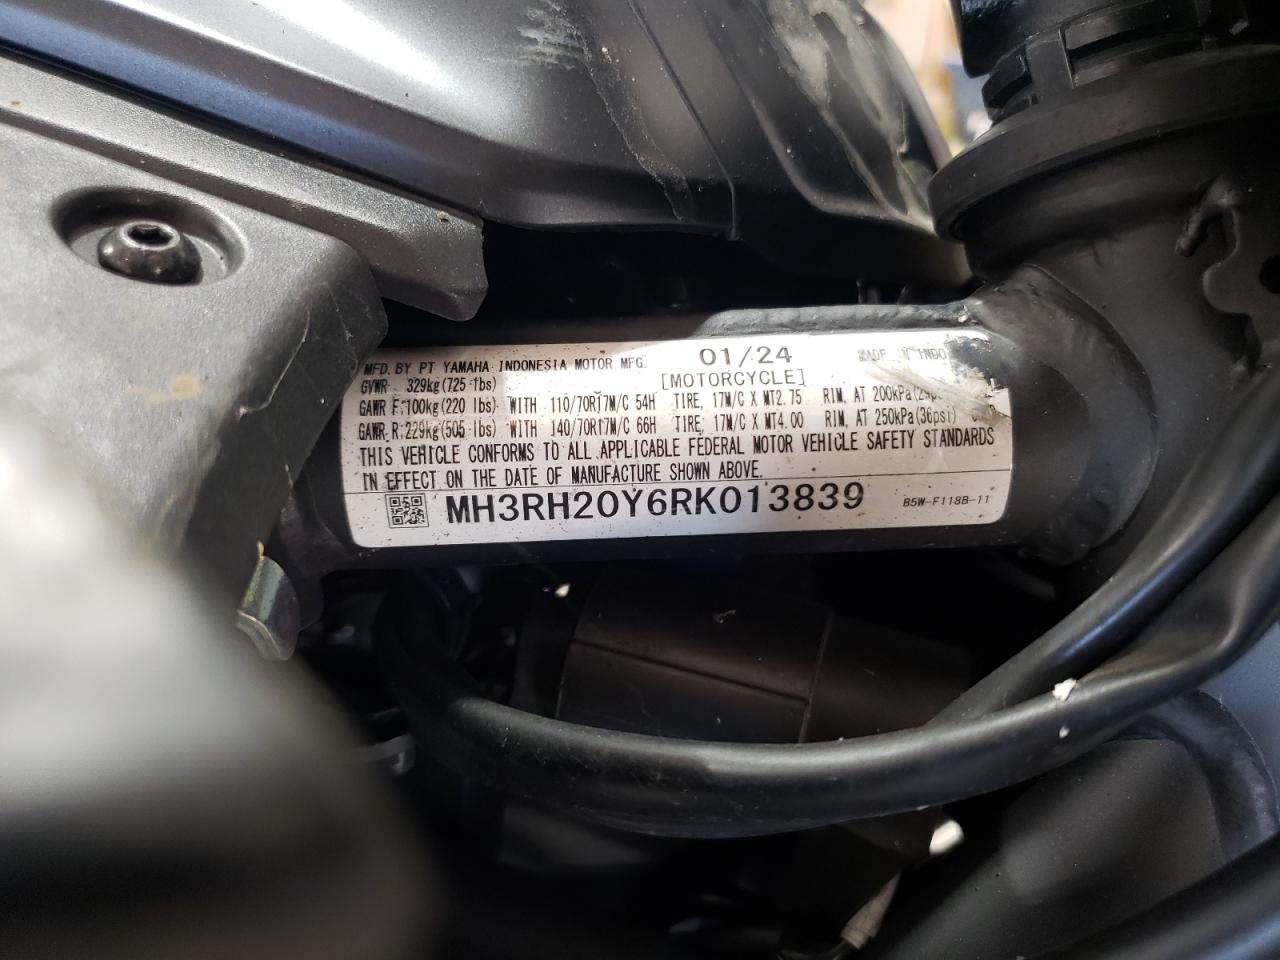 MFD. BY PT YAMAHA INDONESIA MOTOR MFG. 01/24 MADE IN INDO
GVWR 329kg(725 lbs) [MOTORCYCLE]
GAWR F:100kg(220 lbs) WITH 110/70R17M/C 54H TIRE, 17M/C X MT2.75 RIM, AT 200kPa
GAWR R:229kg(505 lbs) WITH 140/70R17M/C 66H TIRE, 17M/C X MT4.00 RIM, AT 250kPa(36psi)
THIS VEHICLE CONFORMS TO ALL APPLICABLE FEDERAL MOTOR VEHICLE SAFETY STANDARDS
IN EFFECT ON THE DATE OF MANUFACTURE SHOWN ABOVE.
MH3RH20Y6RK013839 B5W-F118B-11